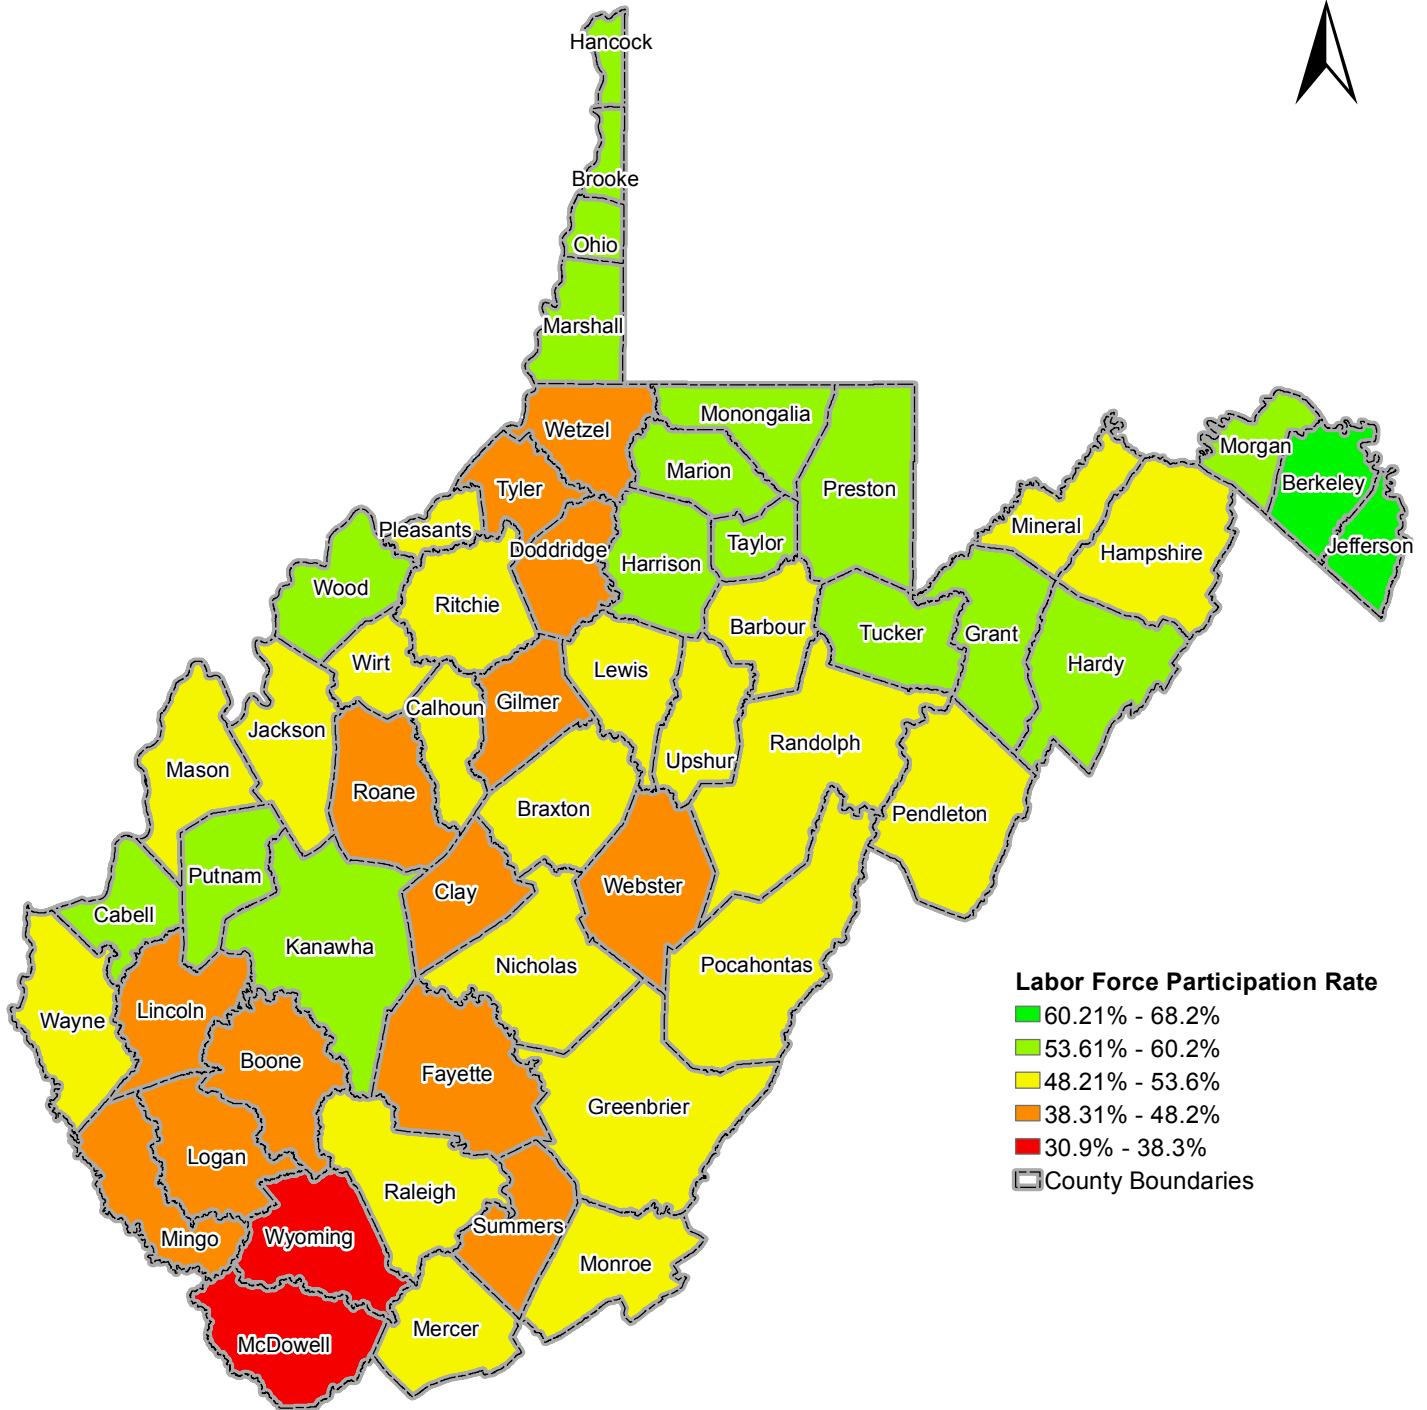 Hancock
Brooke
Ohio
Marshall
Wetzel
Monongalia
Marion
Preston
Tyler
Pleasants
Doddridge
Harrison
Taylor
Morgan
Berkeley
Jefferson
Mineral
Hampshire
Wood
Ritchie
Barbour
Tucker
Grant
Hardy
Wirt
Lewis
Calhoun
Gilmer
Jackson
Upshur
Randolph
Mason
Roane
Braxton
Pendleton
Putnam
Clay
Webster
Cabell
Kanawha
Nicholas
Pocahontas
Lincoln
Wayne
Boone
Fayette
Greenbrier
Logan
Raleigh
Summers
Mingo
Wyoming
Monroe
McDowell
Mercer
Labor Force Participation Rate
60.21% - 68.2%
53.61% - 60.2%
48.21% - 53.6%
38.31% - 48.2%
30.9% - 38.3%
County Boundaries